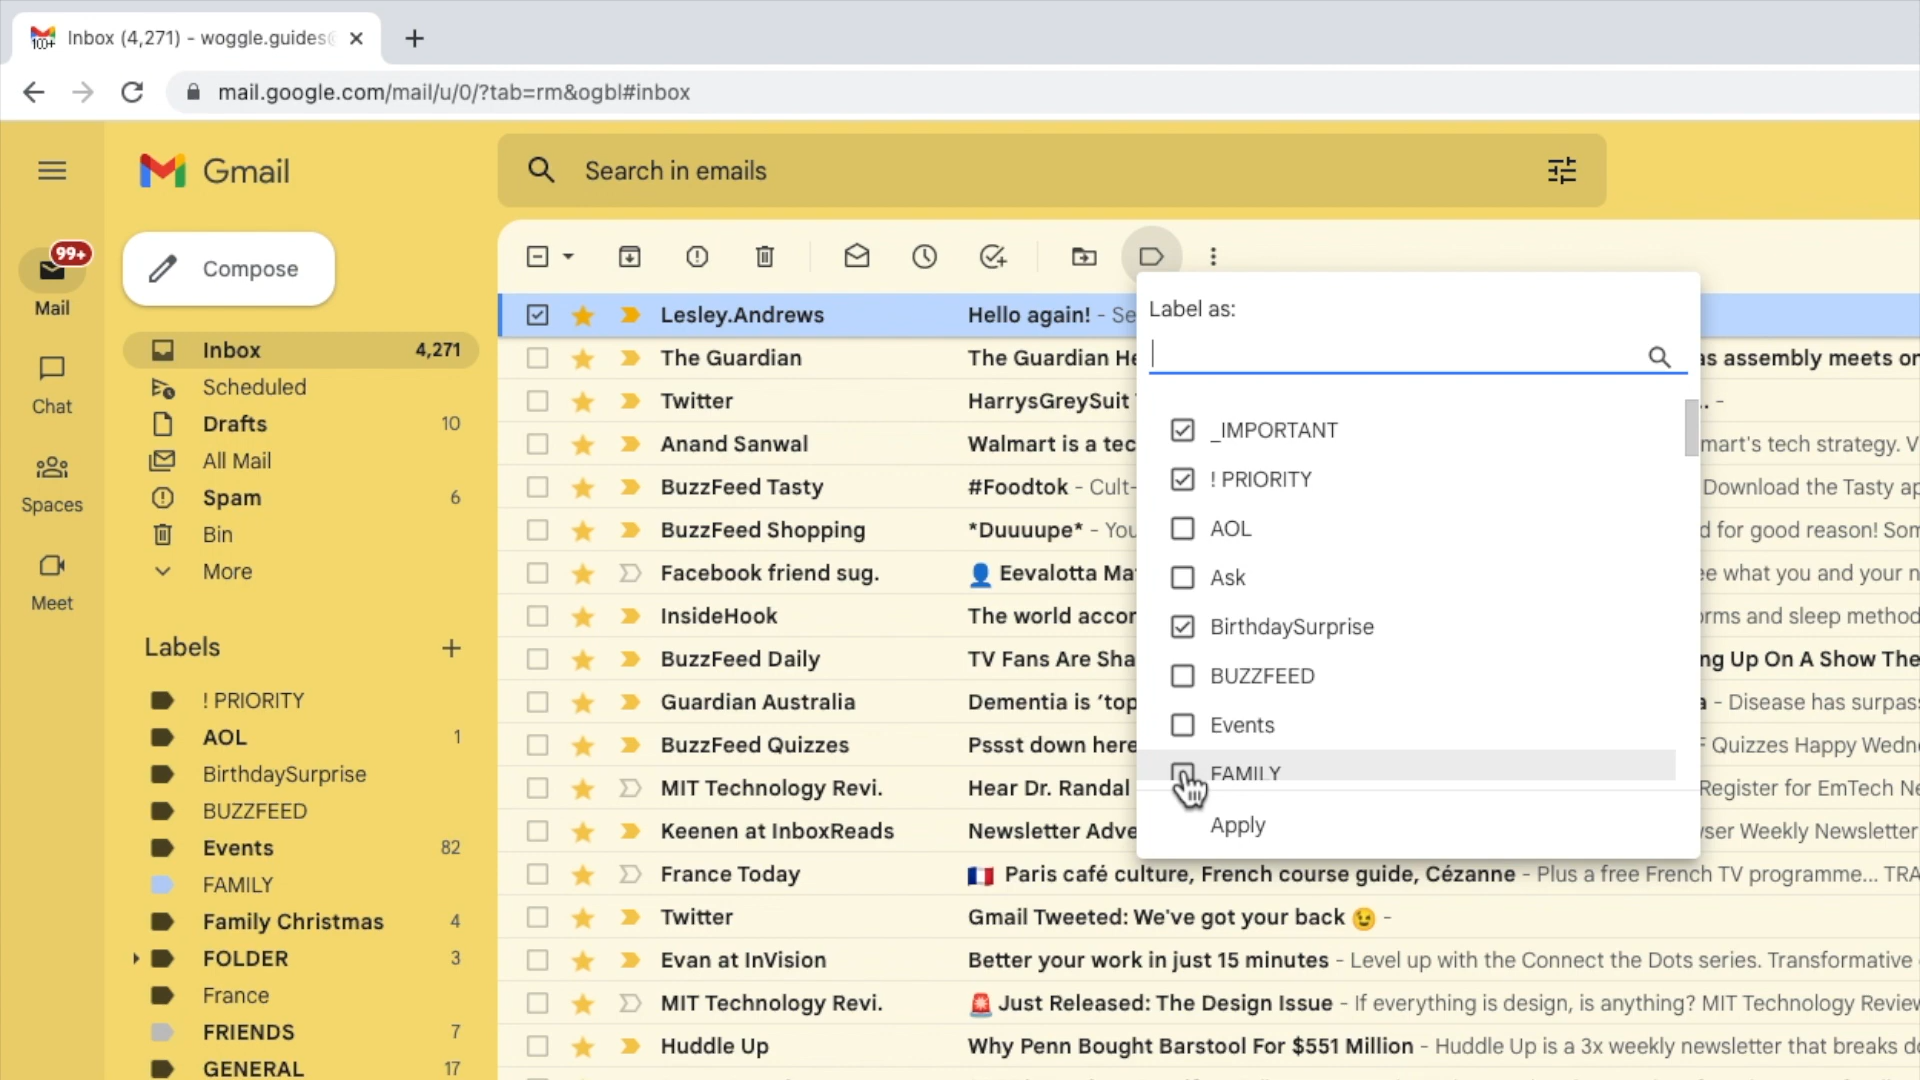 Inbox (4,271) - woggle.guides@
mail.google.com/mail/u/0/?tab=rm&ogbl#inbox
Gmail
Search in emails
99+
Mail
Chat
Spaces
Meet
Compose
Inbox 4,271
Scheduled
Drafts 10
All Mail
Spam 6
Bin
More
Labels +
! PRIORITY
AOL 1
BirthdaySurprise
BUZZFEED
Events 82
FAMILY
Family Christmas 4
FOLDER 3
France
FRIENDS 7
GENERAL 17
Label as:
_IMPORTANT
! PRIORITY
AOL
Ask
BirthdaySurprise
BUZZFEED
Events
FAMILY
Apply
Lesley.Andrews Hello again! - Se
The Guardian The Guardian He as assembly meets on
Twitter HarrysGreySuit . -
Anand Sanwal Walmart is a tec mart's tech strategy. V
BuzzFeed Tasty #Foodtok - Cult- Download the Tasty ap
BuzzFeed Shopping *Duuuupe* - You d for good reason! Som
Facebook friend sug. 👤 Eevalotta Ma ee what you and your n
InsideHook The world accor rms and sleep method
BuzzFeed Daily TV Fans Are Sha ng Up On A Show The
Guardian Australia Dementia is ‘top a - Disease has surpas
BuzzFeed Quizzes Pssst down here F Quizzes Happy Wedn
MIT Technology Revi. Hear Dr. Randal Register for EmTech Ne
Keenen at InboxReads Newsletter Adve ser Weekly Newsletter
France Today 🇫🇷 Paris café culture, French course guide, Cézanne - Plus a free French TV programme... TRA
Twitter Gmail Tweeted: We've got your back 😉 -
Evan at InVision Better your work in just 15 minutes - Level up with the Connect the Dots series. Transformative
MIT Technology Revi. 🚨 Just Released: The Design Issue - If everything is design, is anything? MIT Technology Review
Huddle Up Why Penn Bought Barstool For $551 Million - Huddle Up is a 3x weekly newsletter that breaks do